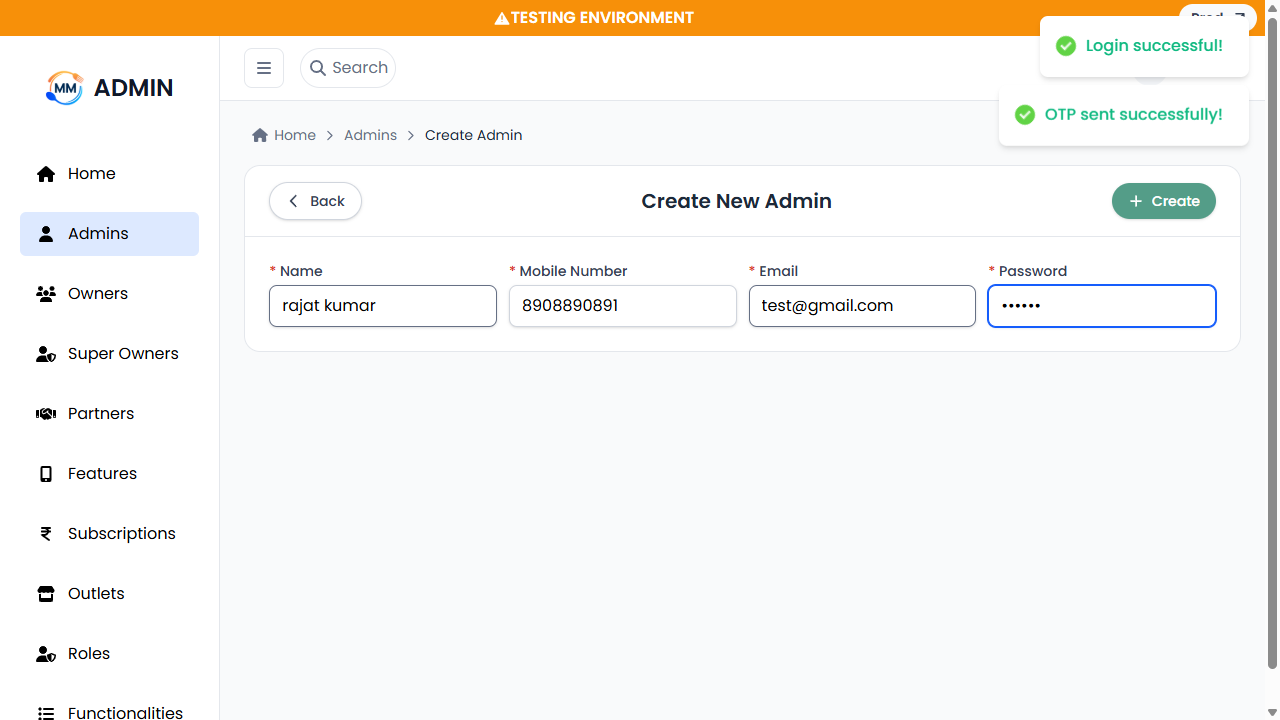 TESTING ENVIRONMENT
Login successful!
OTP sent successfully!
MM ADMIN
Search
Home
Admins
Owners
Super Owners
Partners
Features
Subscriptions
Outlets
Roles
Functionalities
Home > Admins > Create Admin
Back
Create New Admin
+ Create
* Name
* Mobile Number
* Email
* Password
rajat kumar
8908890891
test@gmail.com
••••••